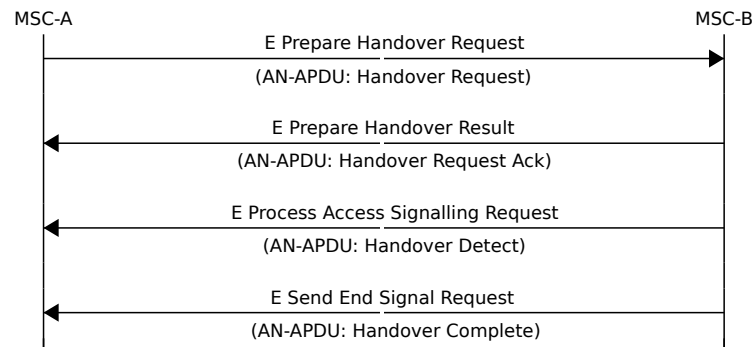 MSC-A
MSC-B
E Prepare Handover Request
(AN-APDU: Handover Request)
E Prepare Handover Result
(AN-APDU: Handover Request Ack)
E Process Access Signalling Request
(AN-APDU: Handover Detect)
E Send End Signal Request
(AN-APDU: Handover Complete)